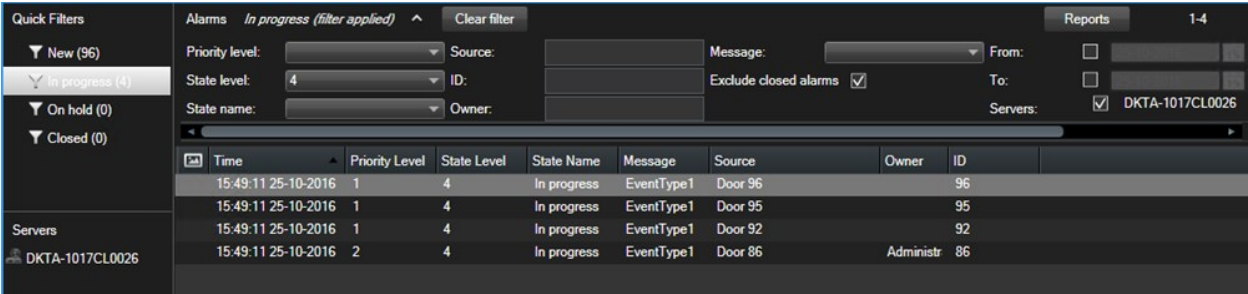 Quick Filters
New (96)
In progress (4)
On hold (0)
Closed (0)
Servers
DKTA-1017CL0026
Alarms In progress (filter applied) Clear filter Reports 1-4
Priority level: Source: Message: From:
State level: 4 ID: Exclude closed alarms To:
State name: Owner: Servers: DKTA-1017CL0026
Time Priority Level State Level State Name Message Source Owner ID
15:49:11 25-10-2016 1 4 In progress EventType1 Door 96 96
15:49:11 25-10-2016 1 4 In progress EventType1 Door 95 95
15:49:11 25-10-2016 1 4 In progress EventType1 Door 92 92
15:49:11 25-10-2016 2 4 In progress EventType1 Door 86 Administr 86